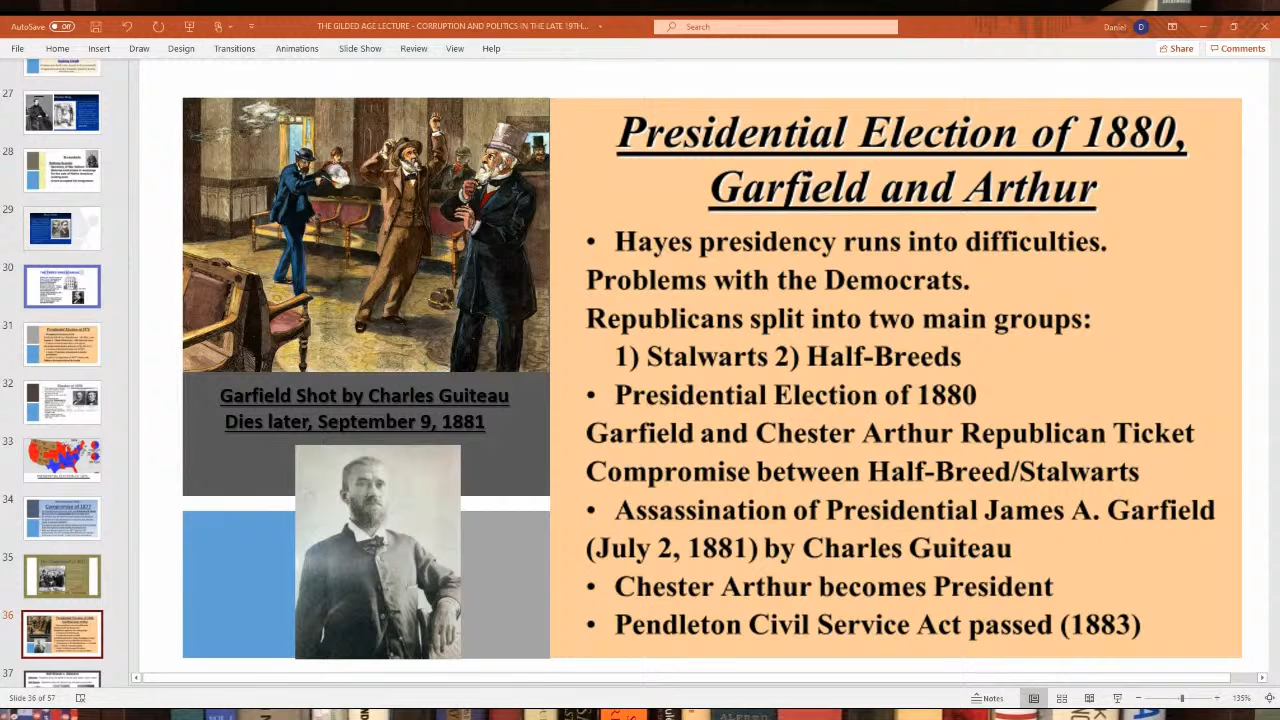 AutoSave Off
THE GILDED AGE LECTURE - CORRUPTION AND POLITICS IN THE LATE 19TH...
Search
Daniel
D
File Home Insert Draw Design Transitions Animations Slide Show Review View Help
Share Comments
27
28
29
30
31
32
33
34
Compromise of 1877
35
36
37
Presidential Election of 1880,
Garfield and Arthur
• Hayes presidency runs into difficulties.
Problems with the Democrats.
Republicans split into two main groups:
1) Stalwarts 2) Half-Breeds
• Presidential Election of 1880
Garfield and Chester Arthur Republican Ticket
Compromise between Half-Breed/Stalwarts
• Assassination of Presidential James A. Garfield
(July 2, 1881) by Charles Guiteau
• Chester Arthur becomes President
• Pendleton Civil Service Act passed (1883)
Garfield Shot by Charles Guiteau
Dies later, September 9, 1881
Slide 36 of 57
Notes
135%